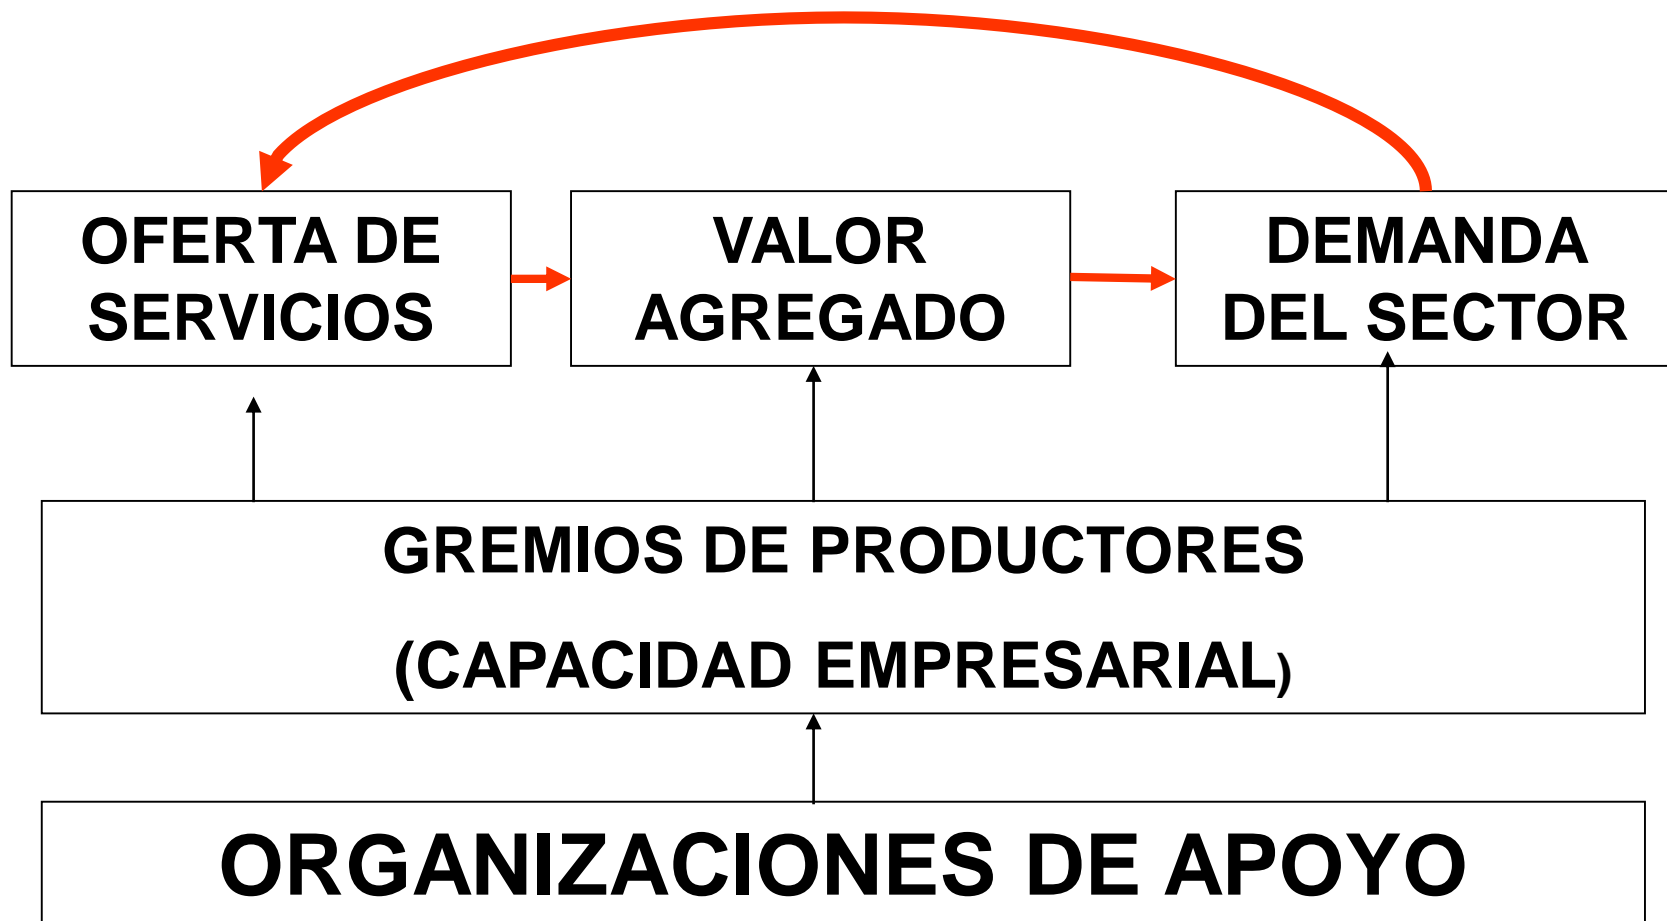 OFERTA DE
SERVICIOS
VALOR
AGREGADO
DEMANDA
DEL SECTOR
GREMIOS DE PRODUCTORES
(CAPACIDAD EMPRESARIAL)
ORGANIZACIONES DE APOYO